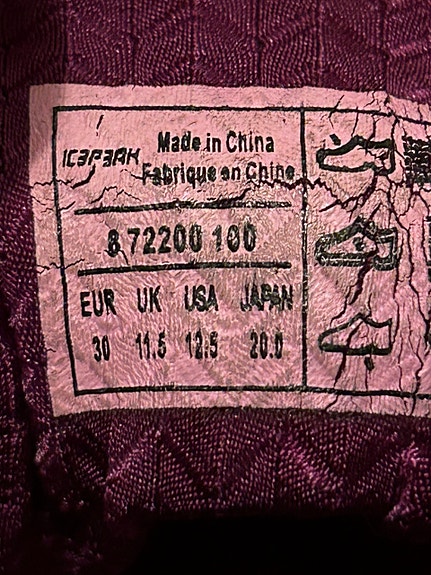 ICEPEAK
Made in China
Fabrique en Chine
8 72200 100
EUR UK USA JAPAN
30 11.5 12.5 20.0